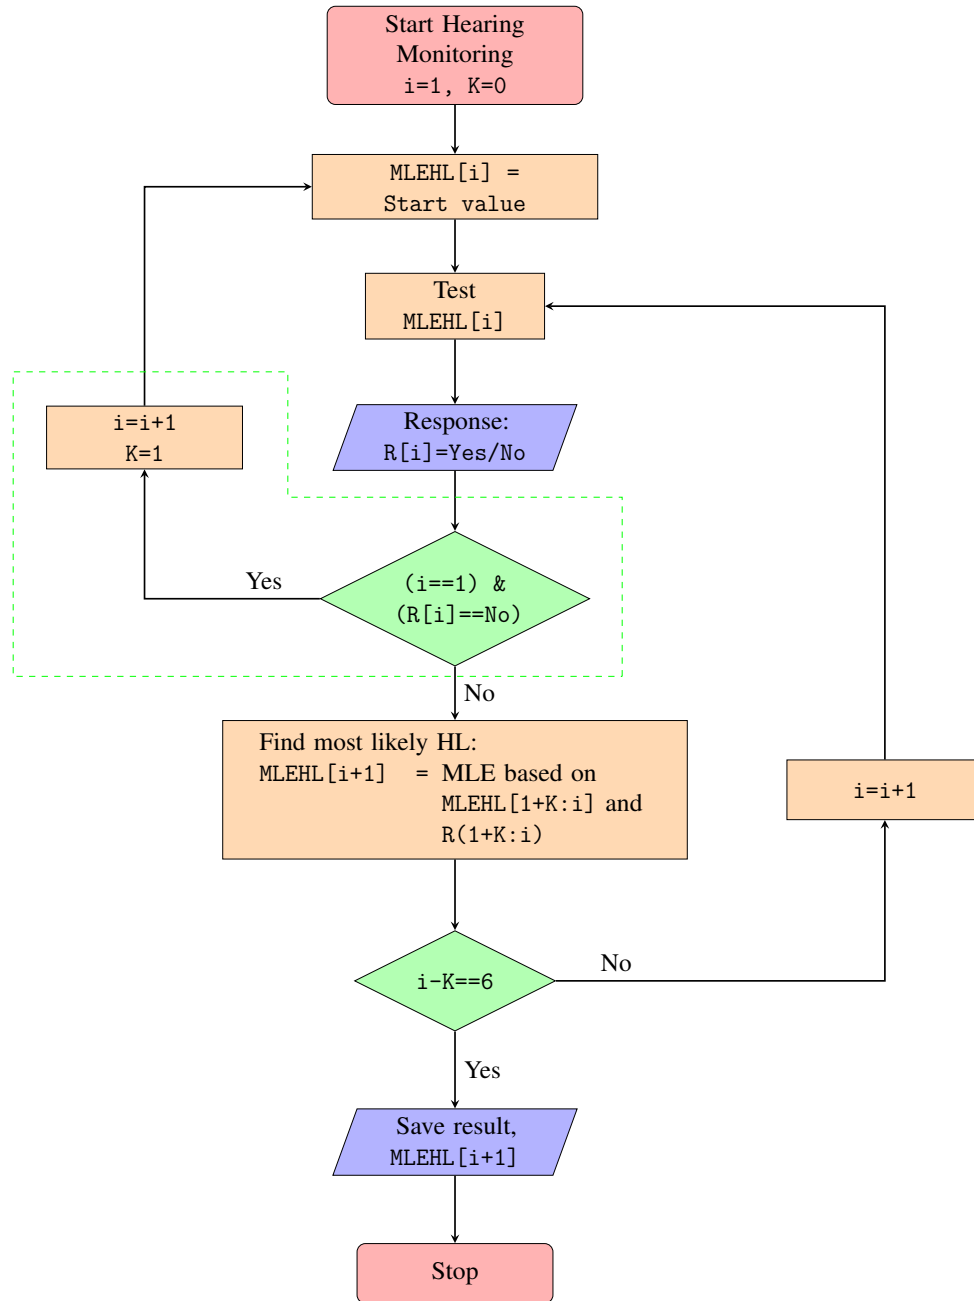 Start Hearing
Monitoring
i=1, K=0
MLEHL[i] =
Start value
Test
MLEHL[i]
i=i+1
K=1
Response:
R[i]=Yes/No
Yes
(i==1) &
(R[i]==No)
No
Find most likely HL:
MLEHL[i+1] = MLE based on
MLEHL[1+K:i] and
R(1+K:i)
i=i+1
i-K==6
No
Yes
Save result,
MLEHL[i+1]
Stop